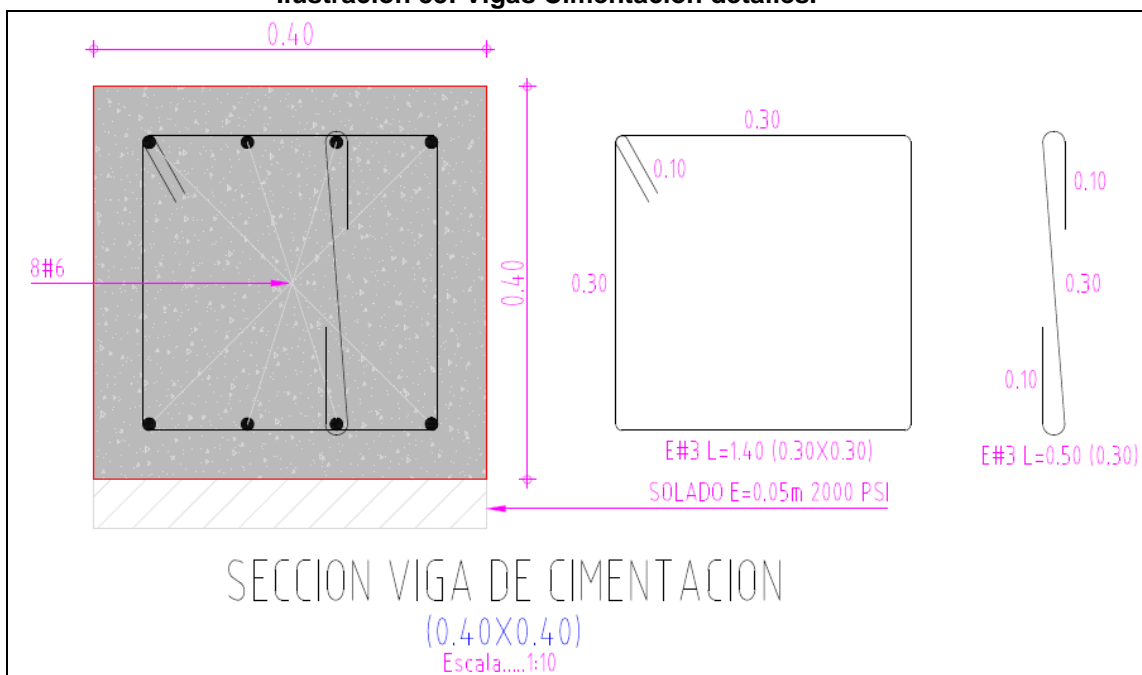 Ilustración 35. Vigas Cimentación detalles.
0.40
0.40
8#6
0.30
0.10
0.30
E#3 L=1.40 (0.30X0.30)
0.10
0.30
0.10
E#3 L=0.50 (0.30)
SOLADO E=0.05m 2000 PSI
SECCION VIGA DE CIMENTACION
(0.40X0.40)
Escala.....1:10